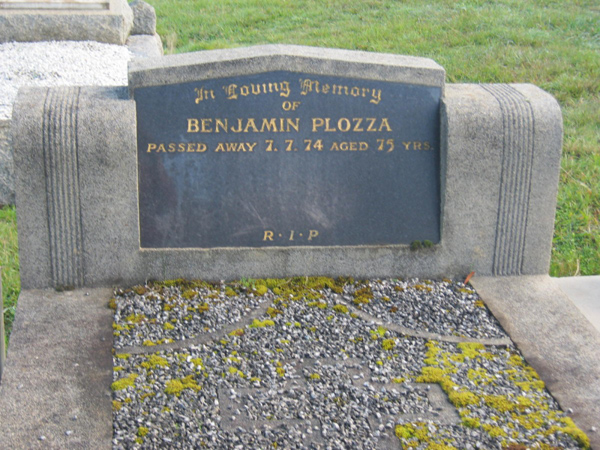 In Loving Memory
OF
BENJAMIN PLOZZA
PASSED AWAY 7. 7. 74 AGED 75 YRS.
R·I·P